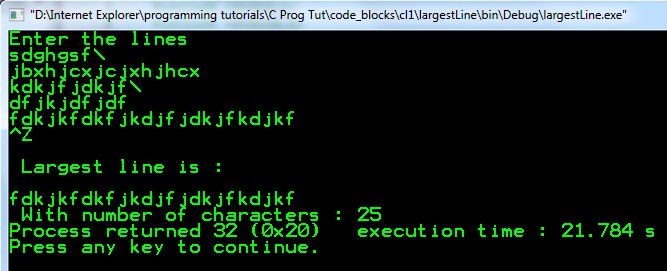 "D:\Internet Explorer\programming tutorials\C Prog Tut\code_blocks\cl1\largestLine\bin\Debug\largestLine.exe"
Enter the lines
sdghgsf\
jbxhjcxjcjxhjhcx
kdkjfjdkjf\
dfjkjdfjdf
fdkjkfdkfjkdjfjdkjfkdjkf
^Z
Largest line is :
fdkjkfdkfjkdjfjdkjfkdjkf
With number of characters : 25
Process returned 32 (0x20)   execution time : 21.784 s
Press any key to continue.